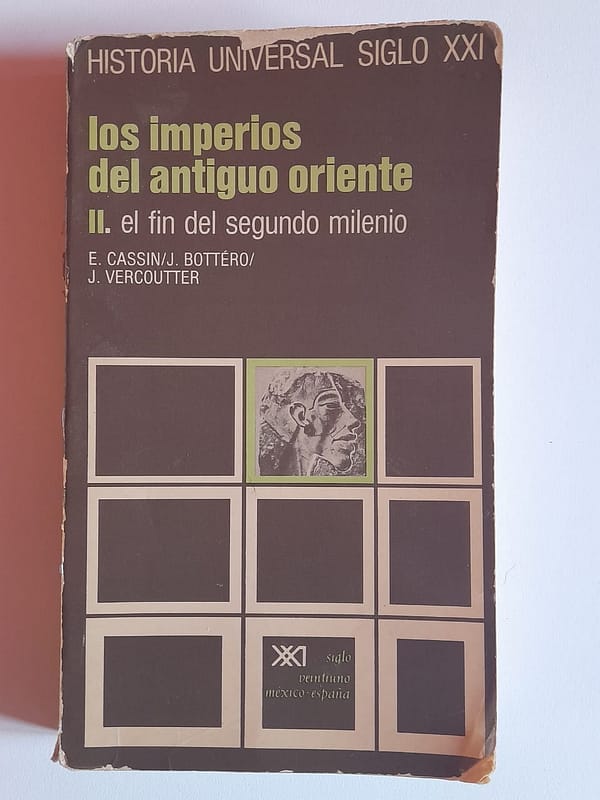 HISTORIA UNIVERSAL SIGLO XXI
los imperios
del antiguo oriente
II. el fin del segundo milenio
E. CASSIN/J. BOTTÉRO/
J. VERCOUTTER
XXI siglo
veintiuno
méxico-españa